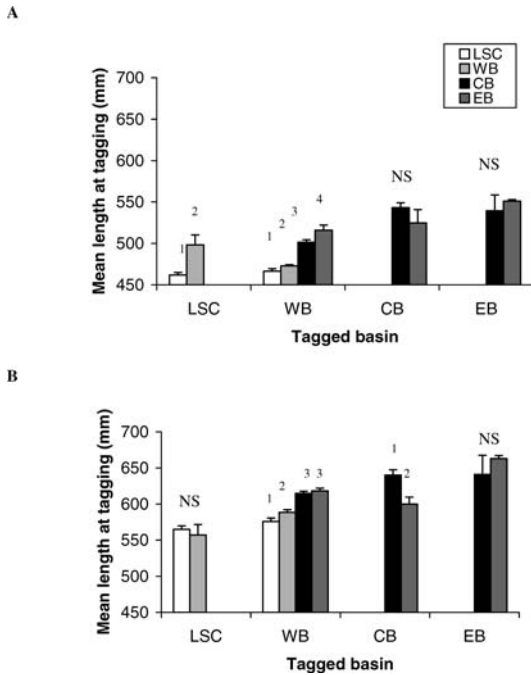 A
LSC
WB
CB
EB
700
650
600
550
500
450
Mean length at tagging (mm)
1
2
1
2
3
4
NS
NS
LSC WB CB EB
Tagged basin
B
700
650
600
550
500
450
Mean length at tagging (mm)
NS
1
2
3 3
1
2
NS
LSC WB CB EB
Tagged basin